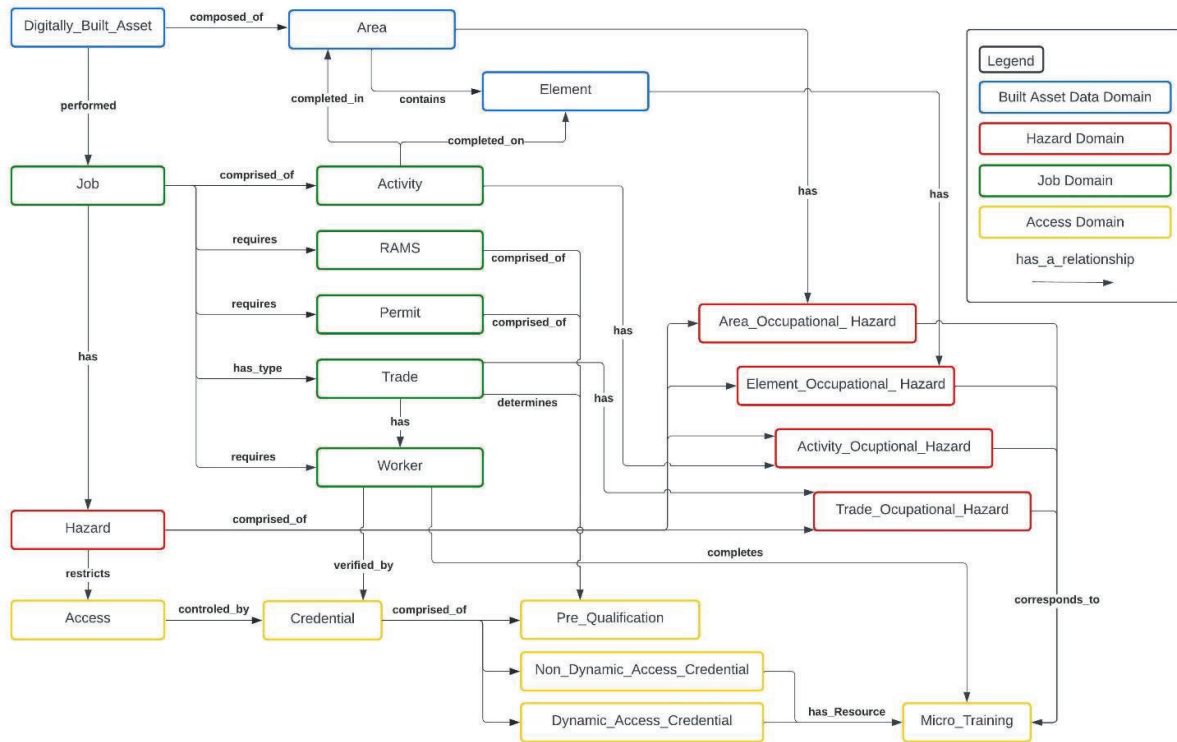 Digitally_Built_Asset
composed_of
Area
Legend
Built Asset Data Domain
Hazard Domain
Job Domain
Access Domain
has_a_relationship
performed
completed_in
contains
Element
completed_on
has
has
Job
comprised_of
Activity
requires
RAMS
comprised_of
requires
Permit
comprised_of
has
Area_Occupational_ Hazard
has
has_type
Trade
determines
has
has
Element_Occupational_ Hazard
requires
Worker
Activity_Ocuptional_Hazard
Trade_Ocupational_Hazard
Hazard
comprised_of
restricts
verified_by
completes
corresponds_to
Access
controled_by
Credential
comprised_of
Pre_Qualification
Non_Dynamic_Access_Credential
has_Resource
Dynamic_Access_Credential
Micro_Training